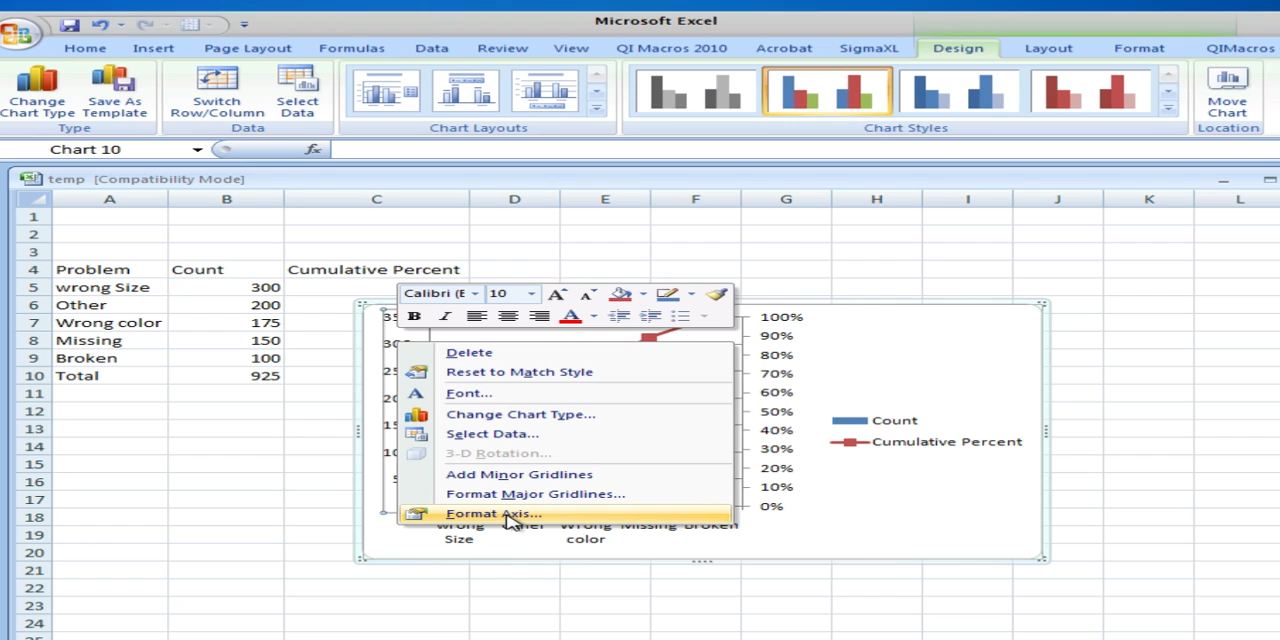 Microsoft Excel
Home Insert Page Layout Formulas Data Review View QI Macros 2010 Acrobat SigmaXL Design Layout Format QIMacros
Change Chart Type
Save As Template
Switch Row/Column
Select Data
Move Chart
Type Data Chart Layouts Chart Styles Location
Chart 10 fx
temp [Compatibility Mode]
A B C D E F G H I J K L
1
2
3
4 Problem Count Cumulative Percent
5 wrong Size 300
6 Other 200
7 Wrong color 175
8 Missing 150
9 Broken 100
10 Total 925
11
12
13
14
15
16
17
18
19
20
21
22
23
24
Calibri (E 10 A A
B I A
Delete
Reset to Match Style
Font...
Change Chart Type...
Select Data...
3-D Rotation...
Add Minor Gridlines
Format Major Gridlines...
Format Axis...
100%
90%
80%
70%
60%
50%
40%
30%
20%
10%
0%
Count
Cumulative Percent
wrong Size
Wrong color
Missing
Broken